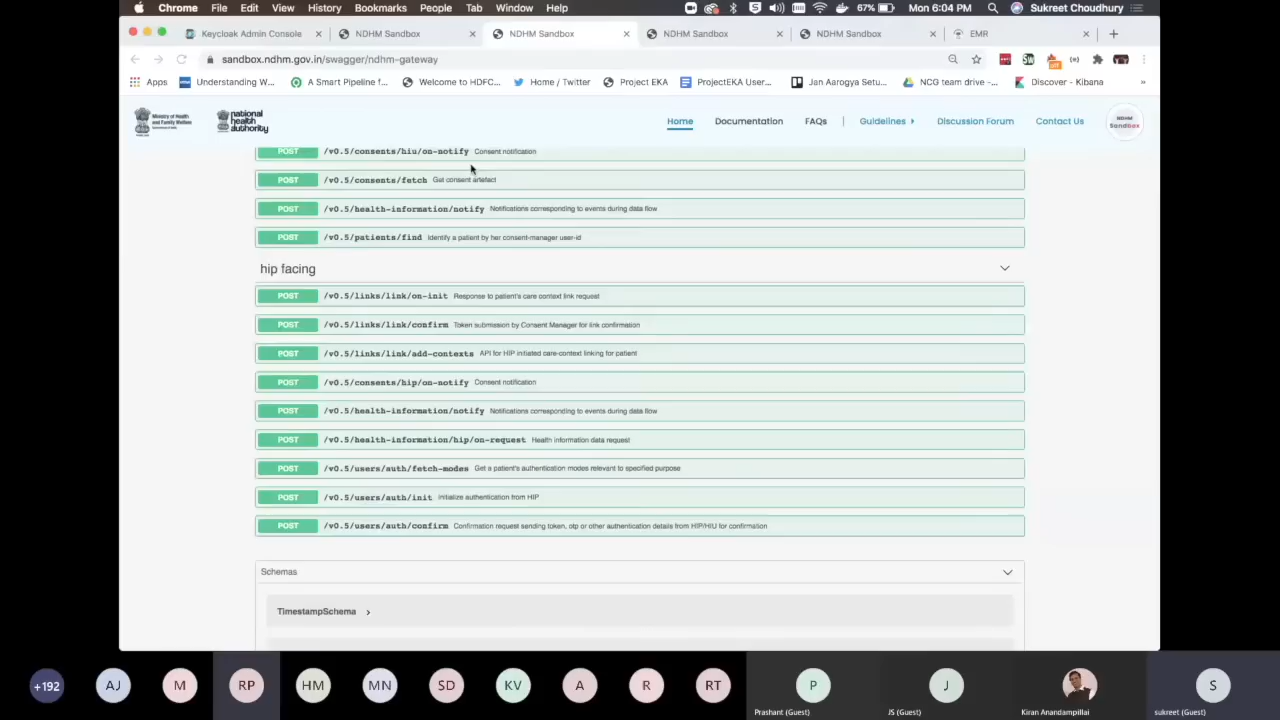 Chrome File Edit View History Bookmarks People Tab Window Help 67% Mon 6:04 PM Sukreet Choudhury
Keycloak Admin Console NDHM Sandbox NDHM Sandbox NDHM Sandbox NDHM Sandbox EMR
sandbox.ndhm.gov.in/swagger/ndhm-gateway
Apps Understanding W... A Smart Pipeline f... Welcome to HDFC... Home / Twitter Project EKA ProjectEKA User... Jan Aarogya Setu... NCG team drive -... Discover - Kibana »
Ministry of Health
and Family Welfare
national
health
authority
Home Documentation FAQs | Guidelines Discussion Forum Contact Us
NDHM
Sandbox
POST /v0.5/consents/hiu/on-notify Consent notification
POST /v0.5/consents/fetch Get consent artefact
POST /v0.5/health-information/notify Notifications corresponding to events during data flow
POST /v0.5/patients/find Identify a patient by her consent-manager user-id
hip facing
POST /v0.5/links/link/on-init Response to patient's care context link request
POST /v0.5/links/link/confirm Token submission by Consent Manager for link confirmation
POST /v0.5/links/link/add-contexts API for HIP initiated care-context linking for patient
POST /v0.5/consents/hip/on-notify Consent notification
POST /v0.5/health-information/notify Notifications corresponding to events during data flow
POST /v0.5/health-information/hip/on-request Health information data request
POST /v0.5/users/auth/fetch-modes Get a patient's authentication modes relevant to specified purpose
POST /v0.5/users/auth/init Initialize authentication from HIP
POST /v0.5/users/auth/confirm Confirmation request sending token, otp or other authentication details from HIP/HIU for confirmation
Schemas
TimestampSchema
+192 AJ M RP HM MN SD KV A R RT P J S
Prashant (Guest) JS (Guest) Kiran Anandampillai sukreet (Guest)